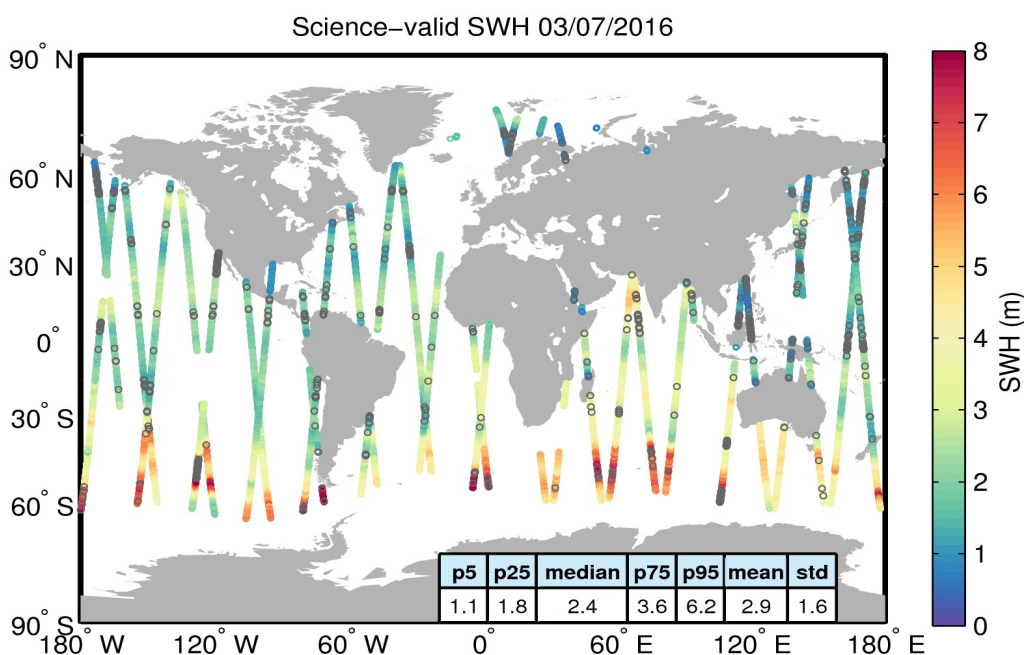 Science−valid SWH 03/07/2016
90° N
60° N
30° N
0°
30° S
60° S
90° S
180° W
120° W
60° W
0°
60° E
120° E
180° E
p5 p25 median p75 p95 mean std
1.1 1.8 2.4 3.6 6.2 2.9 1.6
8
7
6
5
4
3
2
1
0
SWH (m)